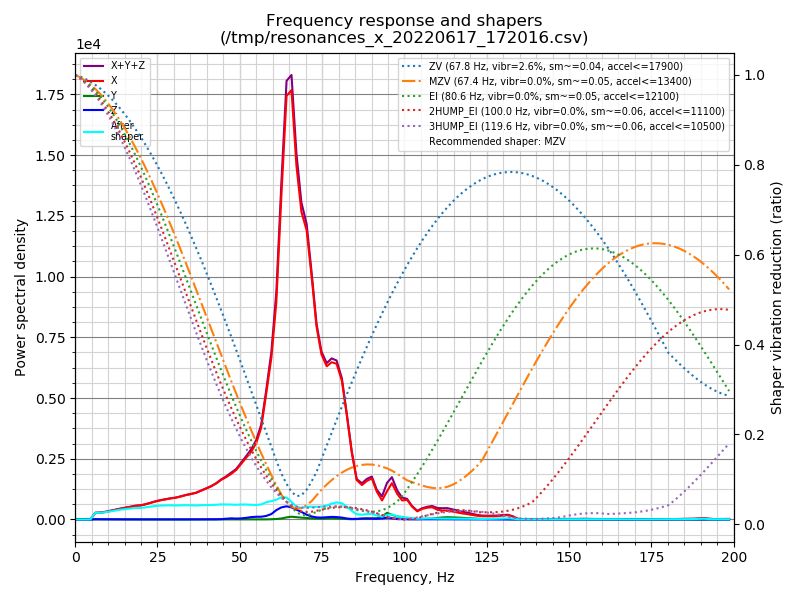 Frequency response and shapers
(/tmp/resonances_x_20220617_172016.csv)
1e4
X+Y+Z
X
Y
Z
After
shaper
ZV (67.8 Hz, vibr=2.6%, sm~=0.04, accel<=17900)
MZV (67.4 Hz, vibr=0.0%, sm~=0.05, accel<=13400)
EI (80.6 Hz, vibr=0.0%, sm~=0.05, accel<=12100)
2HUMP_EI (100.0 Hz, vibr=0.0%, sm~=0.06, accel<=11100)
3HUMP_EI (119.6 Hz, vibr=0.0%, sm~=0.06, accel<=10500)
Recommended shaper: MZV
Power spectral density
1.75
1.50
1.25
1.00
0.75
0.50
0.25
0.00
1.0
0.8
0.6
0.4
0.2
0.0
Shaper vibration reduction (ratio)
0 25 50 75 100 125 150 175 200
Frequency, Hz